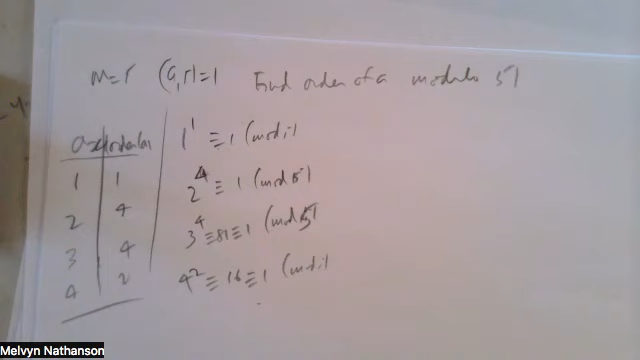 m=5 (a,5)=1 Find order of a modulo 5
a order
1 1
2 4
3 4
4 2
1^1 ≡ 1 (mod 5)
2^4 ≡ 1 (mod 5)
3^4 ≡ 81 ≡ 1 (mod 5)
4^2 ≡ 16 ≡ 1 (mod
Melvyn Nathanson